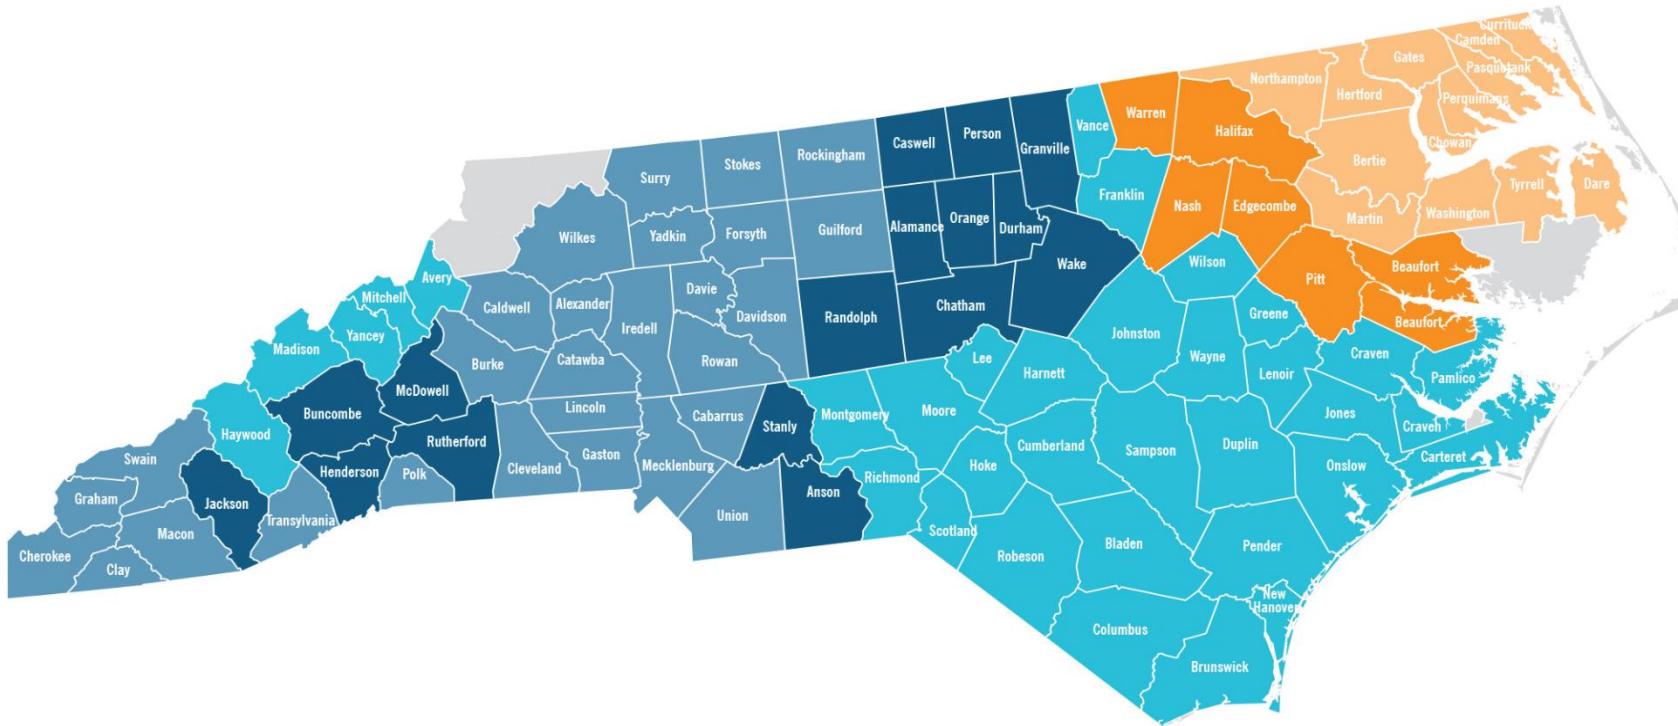 Currituck
Camden
Gates
Pasquotank
Northampton
Hertford
Perquimans
Warren
Vance
Halifax
Chowan
Bertie
Caswell
Person
Granville
Rockingham
Stokes
Surry
Tyrrell
Dare
Franklin
Nash
Edgecombe
Martin
Washington
Alamance
Orange
Durham
Guilford
Forsyth
Yadkin
Wilkes
Wake
Wilson
Pitt
Beaufort
Avery
Mitchell
Caldwell
Alexander
Davie
Iredell
Davidson
Randolph
Chatham
Greene
Beaufort
Yancey
Madison
Johnston
Wayne
Craven
Burke
Catawba
Rowan
Lee
Harnett
Lenoir
Pamlico
McDowell
Buncombe
Lincoln
Cabarrus
Stanly
Montgomery
Moore
Jones
Craven
Haywood
Rutherford
Gaston
Cleveland
Mecklenburg
Cumberland
Sampson
Duplin
Carteret
Swain
Henderson
Polk
Hoke
Onslow
Graham
Jackson
Richmond
Anson
Transylvania
Union
Scotland
Macon
Cherokee
Clay
Robeson
Bladen
Pender
New
Hanover
Columbus
Brunswick